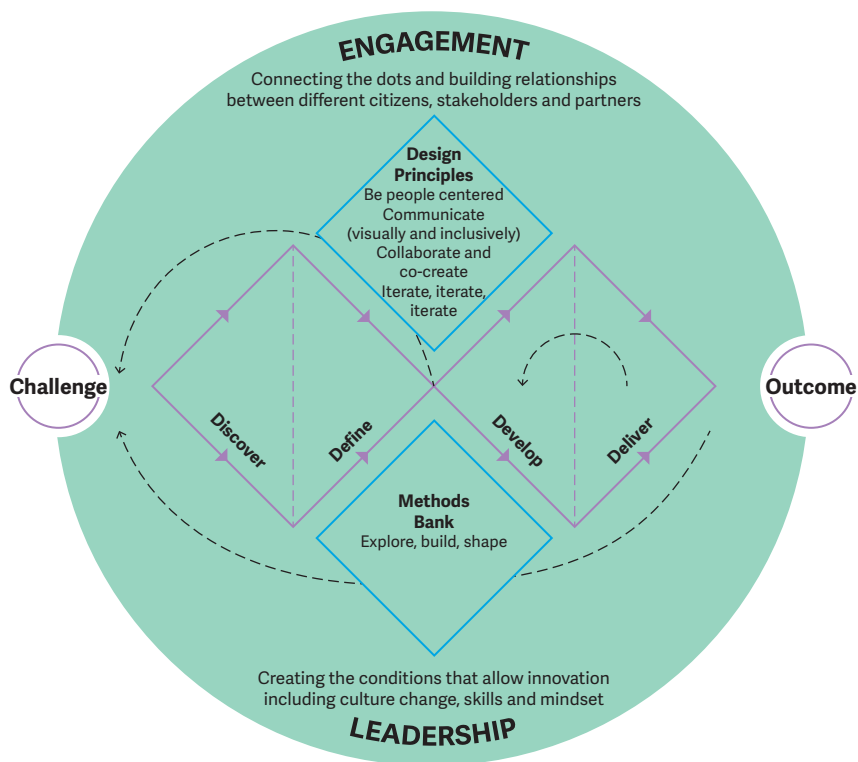 ENGAGEMENT
Connecting the dots and building relationships
between different citizens, stakeholders and partners
Design
Principles
Be people centered
Communicate
(visually and inclusively)
Collaborate and
co-create
Iterate, iterate,
iterate
Challenge
Outcome
Discover
Define
Develop
Deliver
Methods
Bank
Explore, build, shape
Creating the conditions that allow innovation
including culture change, skills and mindset
LEADERSHIP